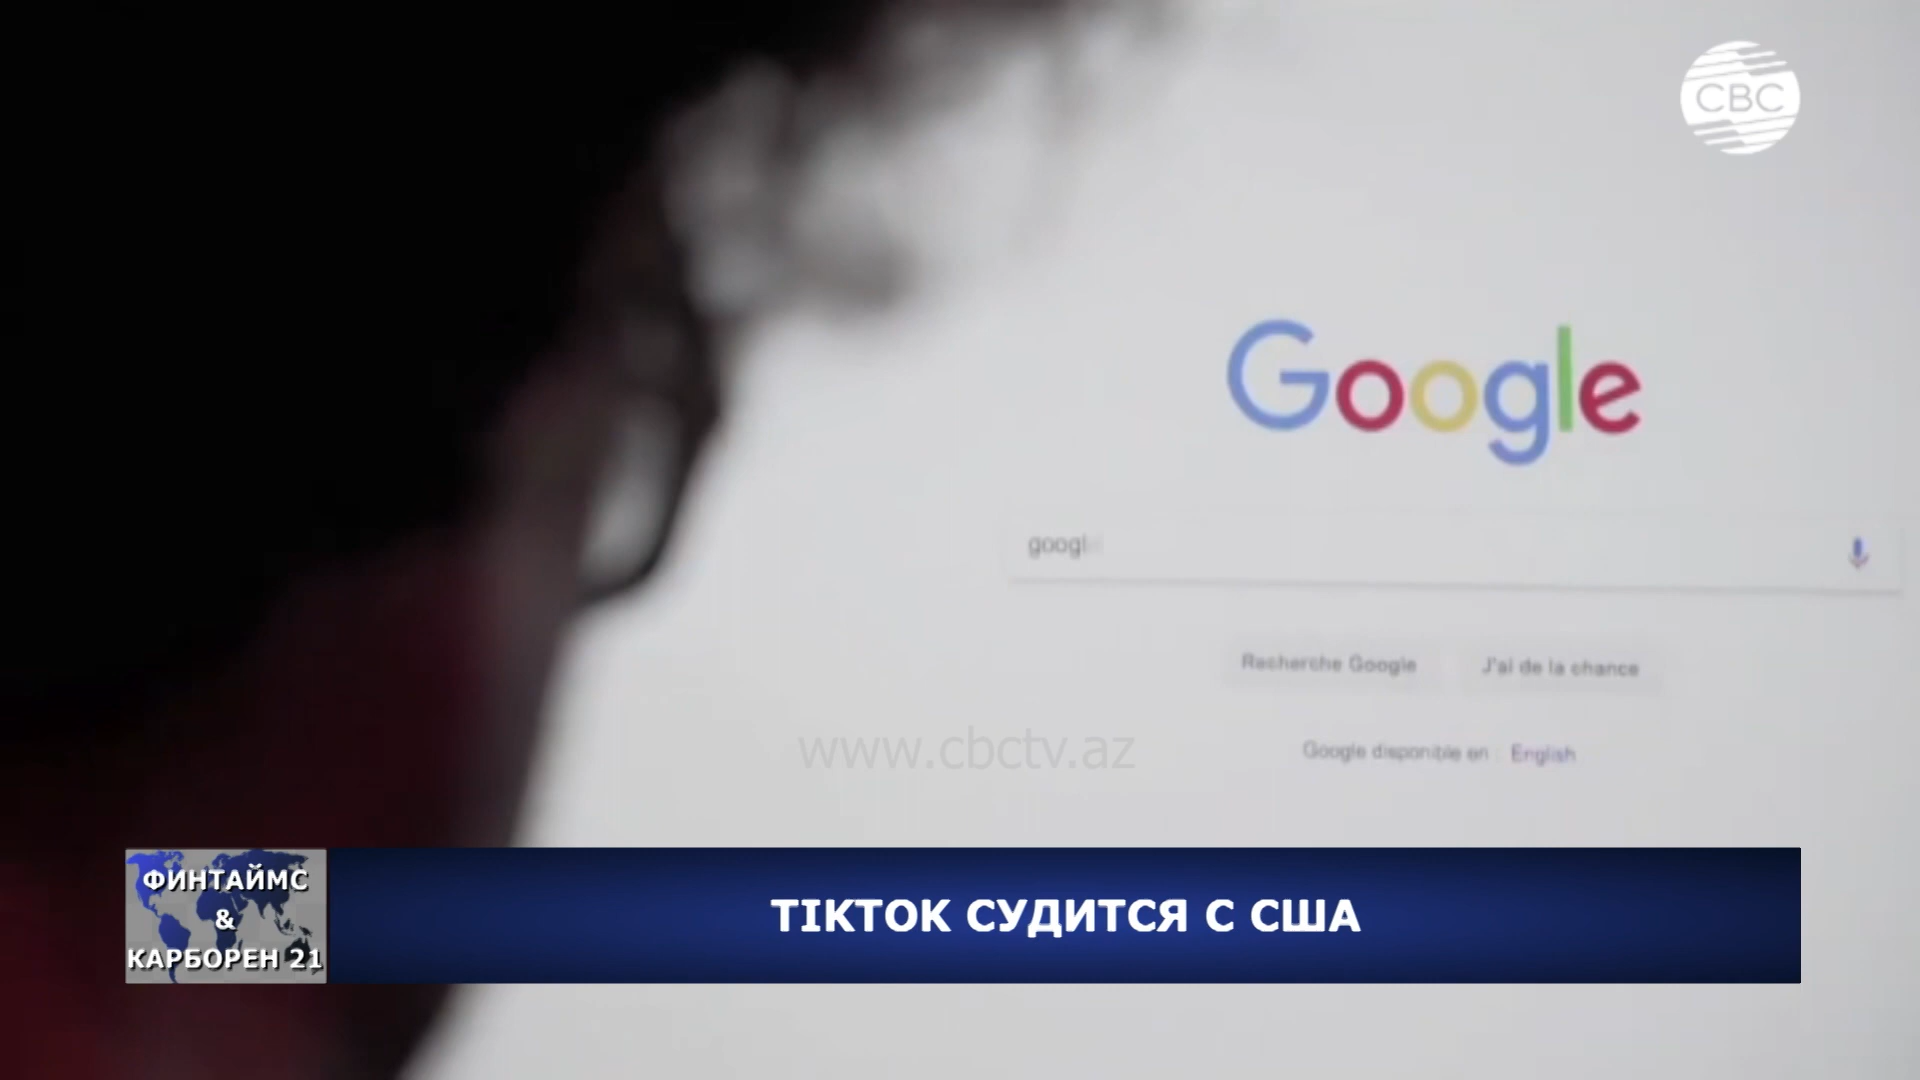 CBC
Google
googl
Recherche Google
J'ai de la chance
www.cbctv.az
Google disponible en English
ФИНТАЙМС
&
КАРБОРЕН 21
TIKTOK СУДИТСЯ С США